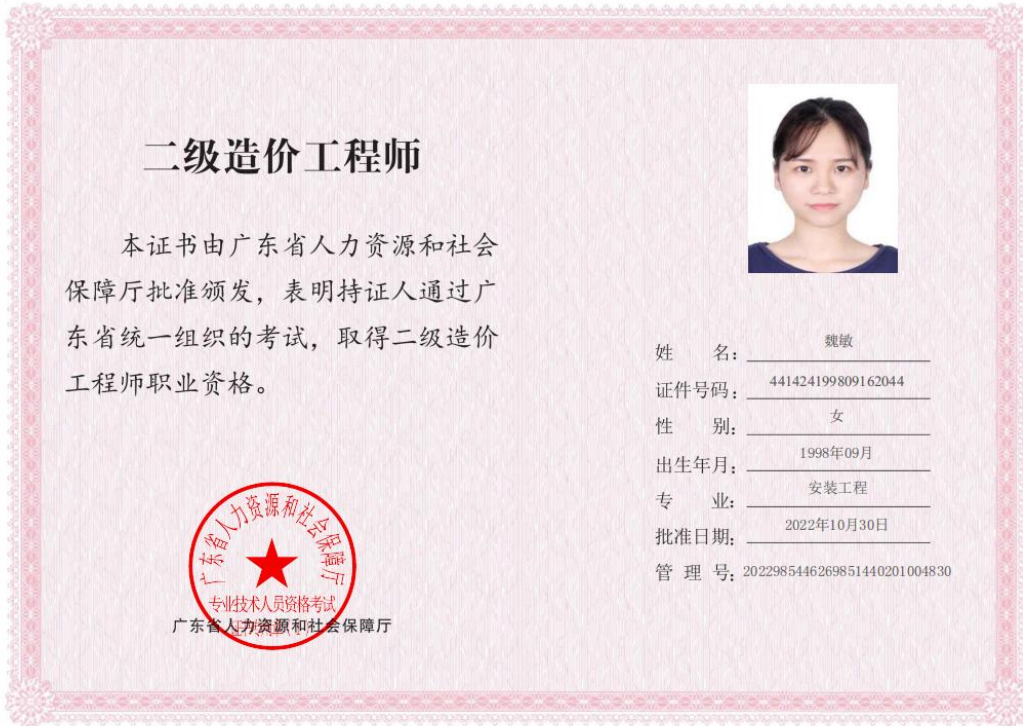 二级造价工程师
本证书由广东省人力资源和社会
保障厅批准颁发，表明持证人通过广
东省统一组织的考试，取得二级造价
工程师职业资格。
广东省人力资源和社会保障厅
专业技术人员资格考试
广东省人力资源和社会保障厅
姓 名：魏敏
证件号码：441424199809162044
性 别：女
出生年月：1998年09月
专 业：安装工程
批准日期：2022年10月30日
管 理 号：20229854462698514402010048​30